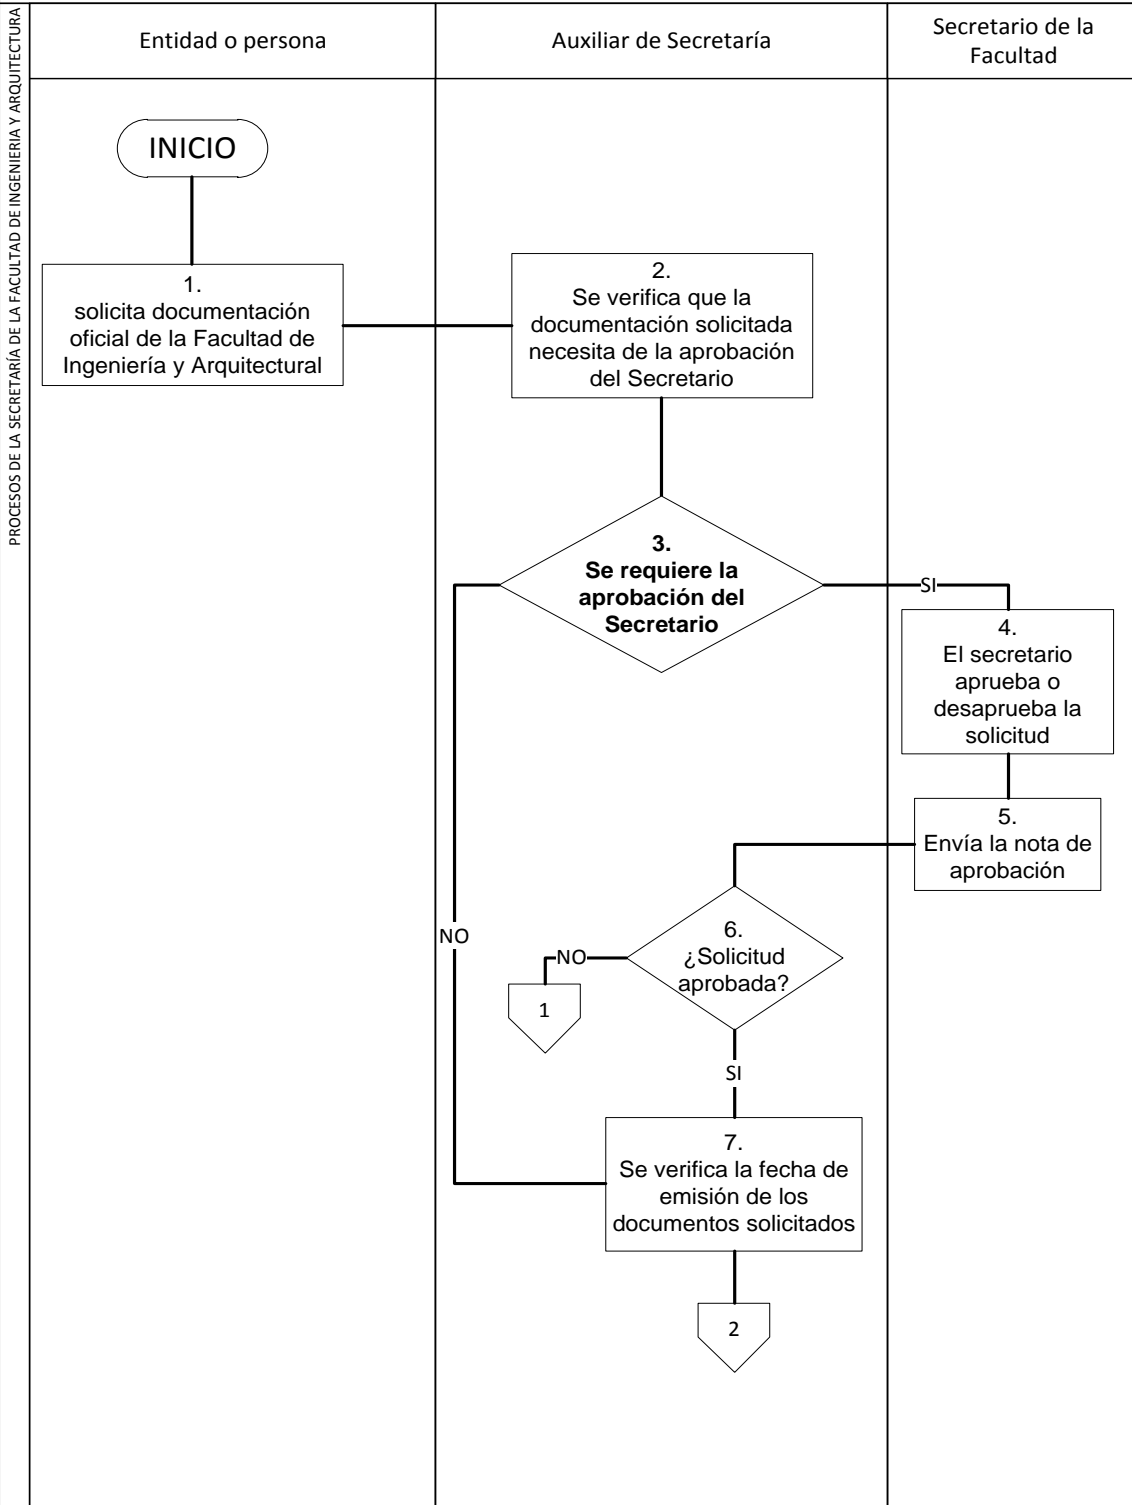 PROCESOS DE LA SECRETARÍA DE LA FACULTAD DE INGENIERIA Y ARQUITECTURA
Entidad o persona
Auxiliar de Secretaría
Secretario de la
Facultad
INICIO
1.
solicita documentación
oficial de la Facultad de
Ingeniería y Arquitectural
2.
Se verifica que la
documentación solicitada
necesita de la aprobación
del Secretario
3.
Se requiere la
aprobación del
Secretario
SI
4.
El secretario
aprueba o
desaprueba la
solicitud
5.
Envía la nota de
aprobación
NO
6.
¿Solicitud
aprobada?
NO
1
SI
7.
Se verifica la fecha de
emisión de los
documentos solicitados
2